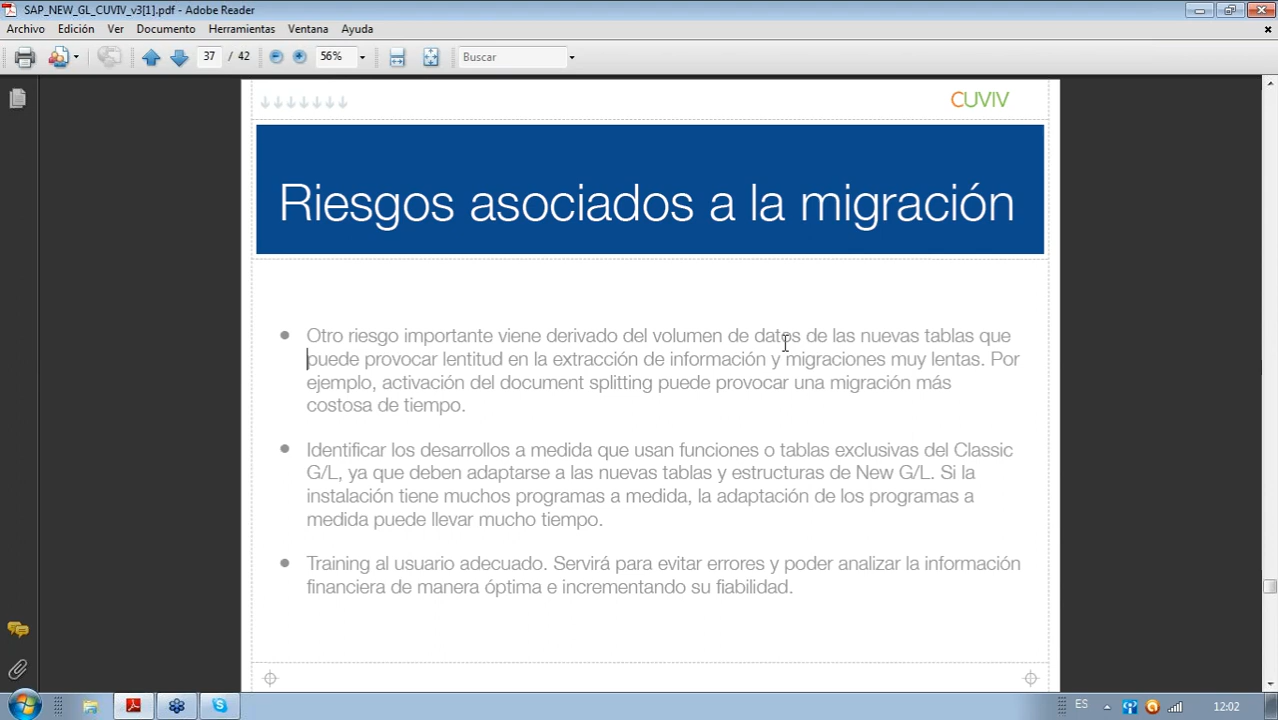 SAP_NEW_GL_CUVIV_v3[1].pdf - Adobe Reader
Archivo Edición Ver Documento Herramientas Ventana Ayuda
37 / 42 56% Buscar
CUVIV
Riesgos asociados a la migración
• Otro riesgo importante viene derivado del volumen de datos de las nuevas tablas que
puede provocar lentitud en la extracción de información y migraciones muy lentas. Por
ejemplo, activación del document splitting puede provocar una migración más
costosa de tiempo.
• Identificar los desarrollos a medida que usan funciones o tablas exclusivas del Classic
G/L, ya que deben adaptarse a las nuevas tablas y estructuras de New G/L. Si la
instalación tiene muchos programas a medida, la adaptación de los programas a
medida puede llevar mucho tiempo.
• Training al usuario adecuado. Servirá para evitar errores y poder analizar la información
financiera de manera óptima e incrementando su fiabilidad.
ES 12:02